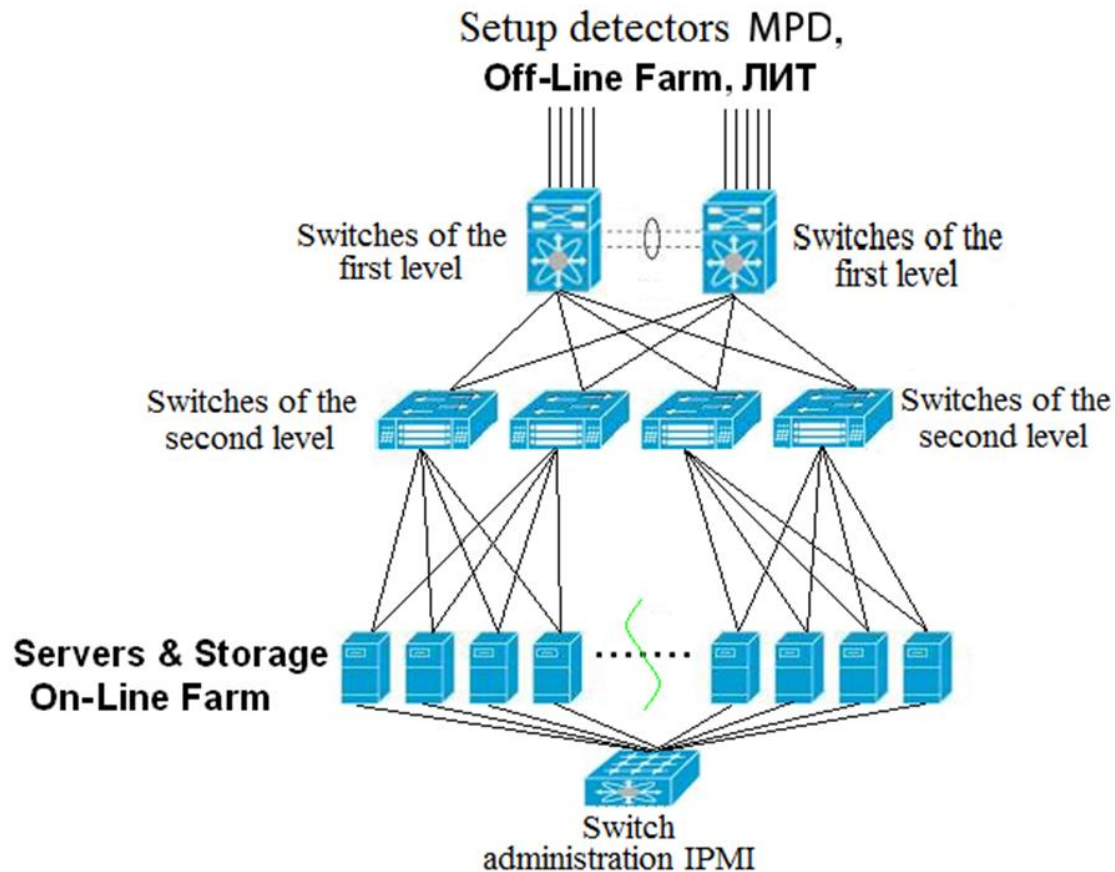 Setup detectors MPD,
Off-Line Farm, ЛИТ
Switches of the
first level
Switches of the
first level
Switches of the
second level
Switches of the
second level
Servers & Storage
On-Line Farm
Switch
administration IPMI